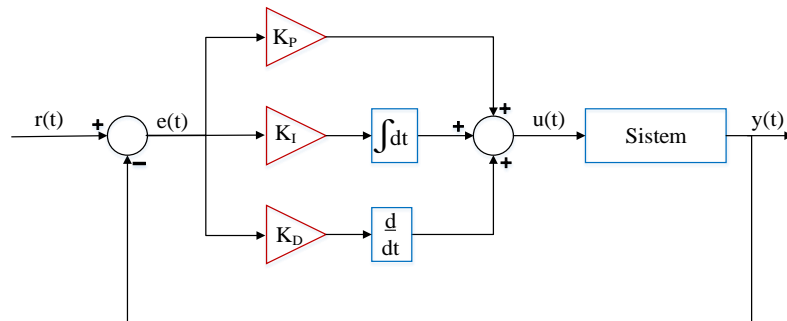 K_P
+
r(t)
+
e(t)
K_I
∫dt
+
u(t)
Sistem
y(t)
−
+
K_D
d
dt